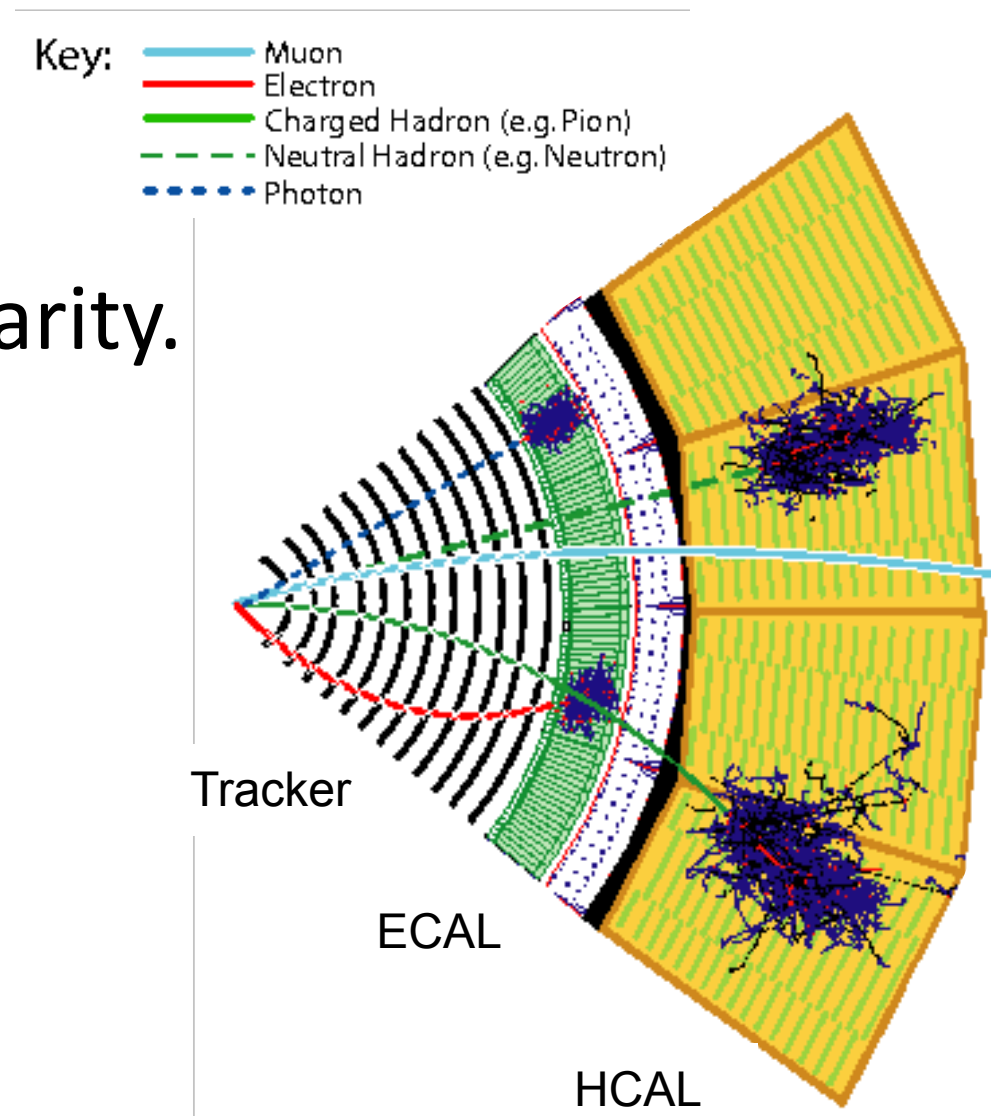 Key:
Muon
Electron
Charged Hadron (e.g. Pion)
Neutral Hadron (e.g. Neutron)
Photon
arity.
Tracker
ECAL
HCAL